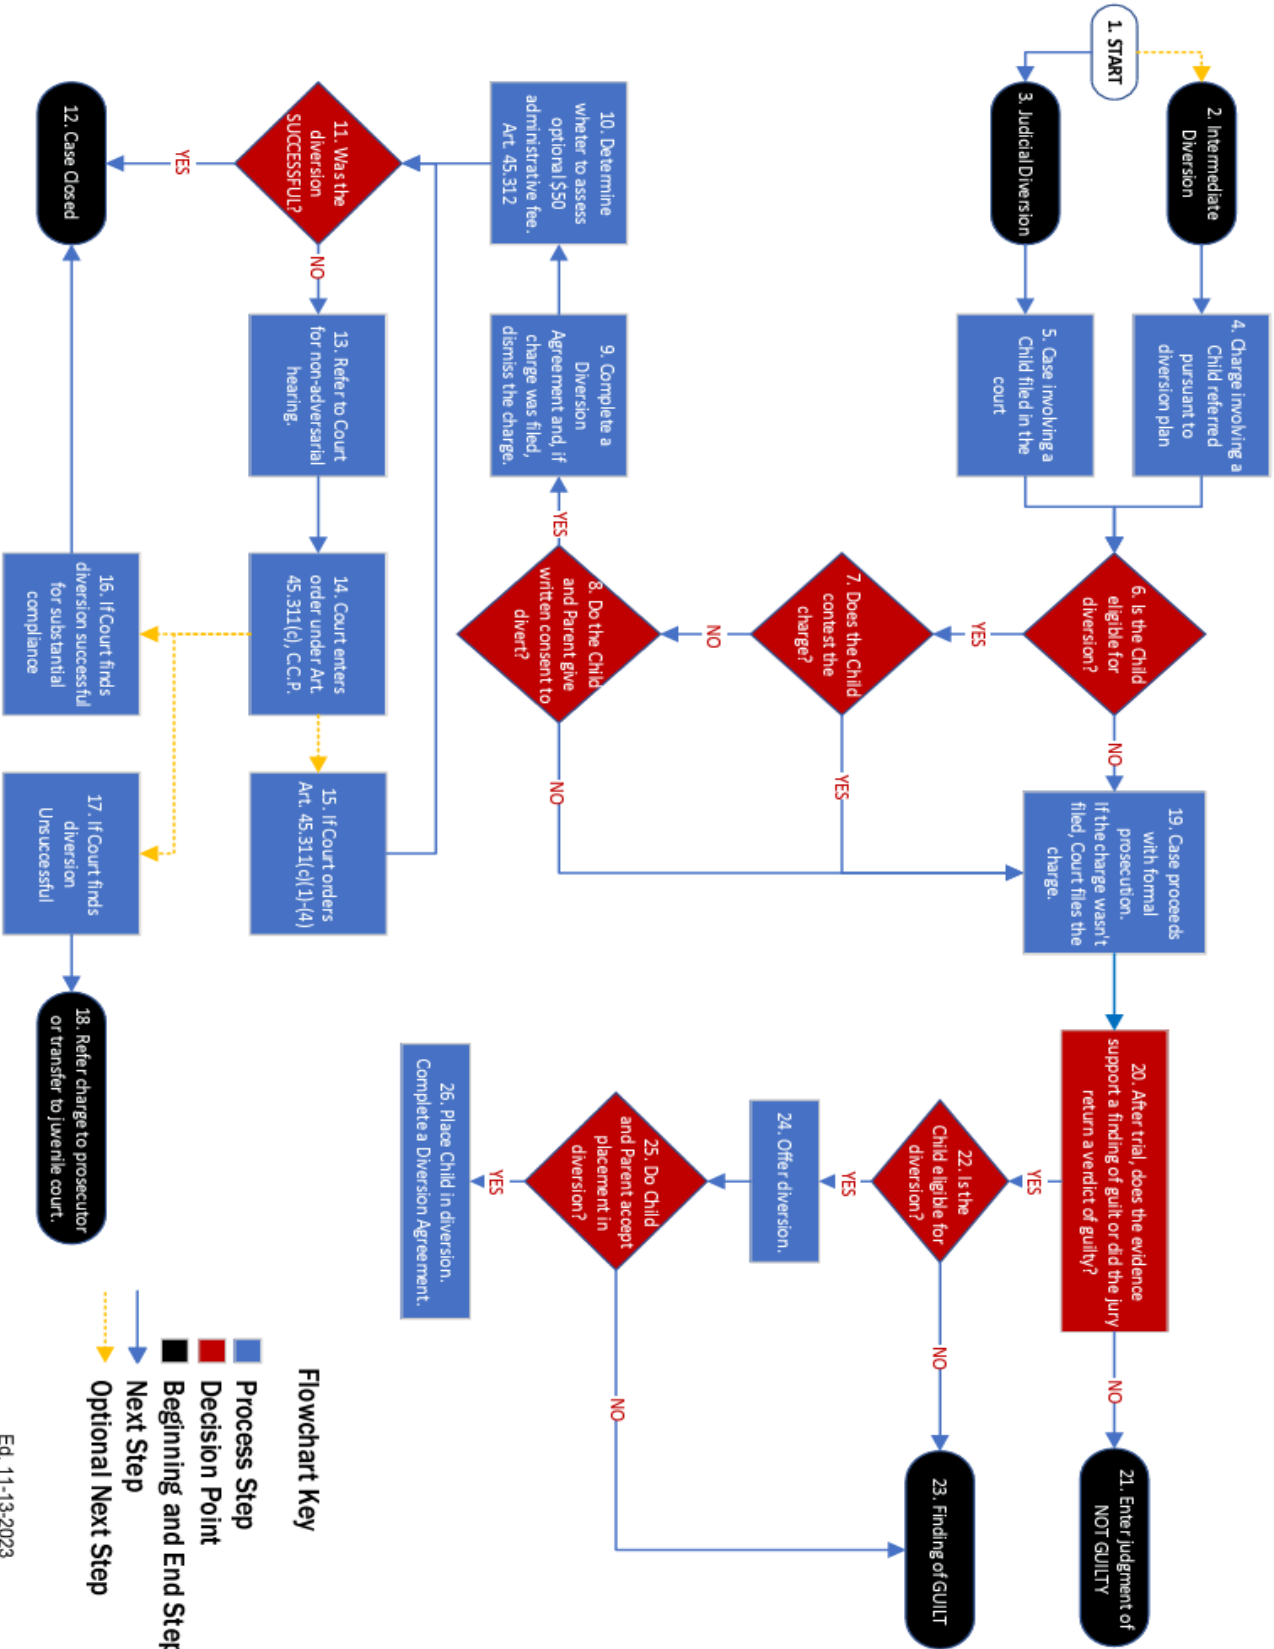 1. START
2. Intermediate
Diversion
3. Judicial Diversion
4. Charge involving a
Child referred
pursuant to
diversion plan
5. Case involving a
Child filed in the
court
6. Is the Child
eligible for
diversion?
YES
NO
7. Does the Child
contest the
charge?
NO
YES
8. Do the Child
and Parent give
written consent to
divert?
YES
NO
9. Complete a
Diversion
Agreement and, if
charge was filed,
dismiss the charge.
10. Determine
wheter to assess
optional $50
administrative fee.
Art. 45.312
11. Was the
diversion
SUCCESSFUL?
YES
NO
12. Case Closed
13. Refer to Court
for non-adversarial
hearing.
14. Court enters
order under Art.
45.311(c), C.C.P.
15. If Court orders
Art. 45.311(c)(1)-(4)
16. If Court finds
diversion successful
for substantial
compliance
17. If Court finds
diversion
Unsuccessful
18. Refer charge to prosecutor
or transfer to juvenile court.
19. Case proceeds
with formal
prosecution.
If the charge wasn't
filed, Court files the
charge.
20. After trial, does the evidence
support a finding of guilt or did the jury
return a verdict of guilty?
YES
NO
21. Enter judgment of
NOT GUILTY
22. Is the
Child eligible for
diversion?
YES
NO
23. Finding of GUILT
24. Offer diversion.
25. Do Child
and Parent accept
placement in
diversion?
YES
NO
26. Place Child in diversion.
Complete a Diversion Agreement.
Flowchart Key
Process Step
Decision Point
Beginning and End Step
Next Step
Optional Next Step
Ed. 11-13-2023